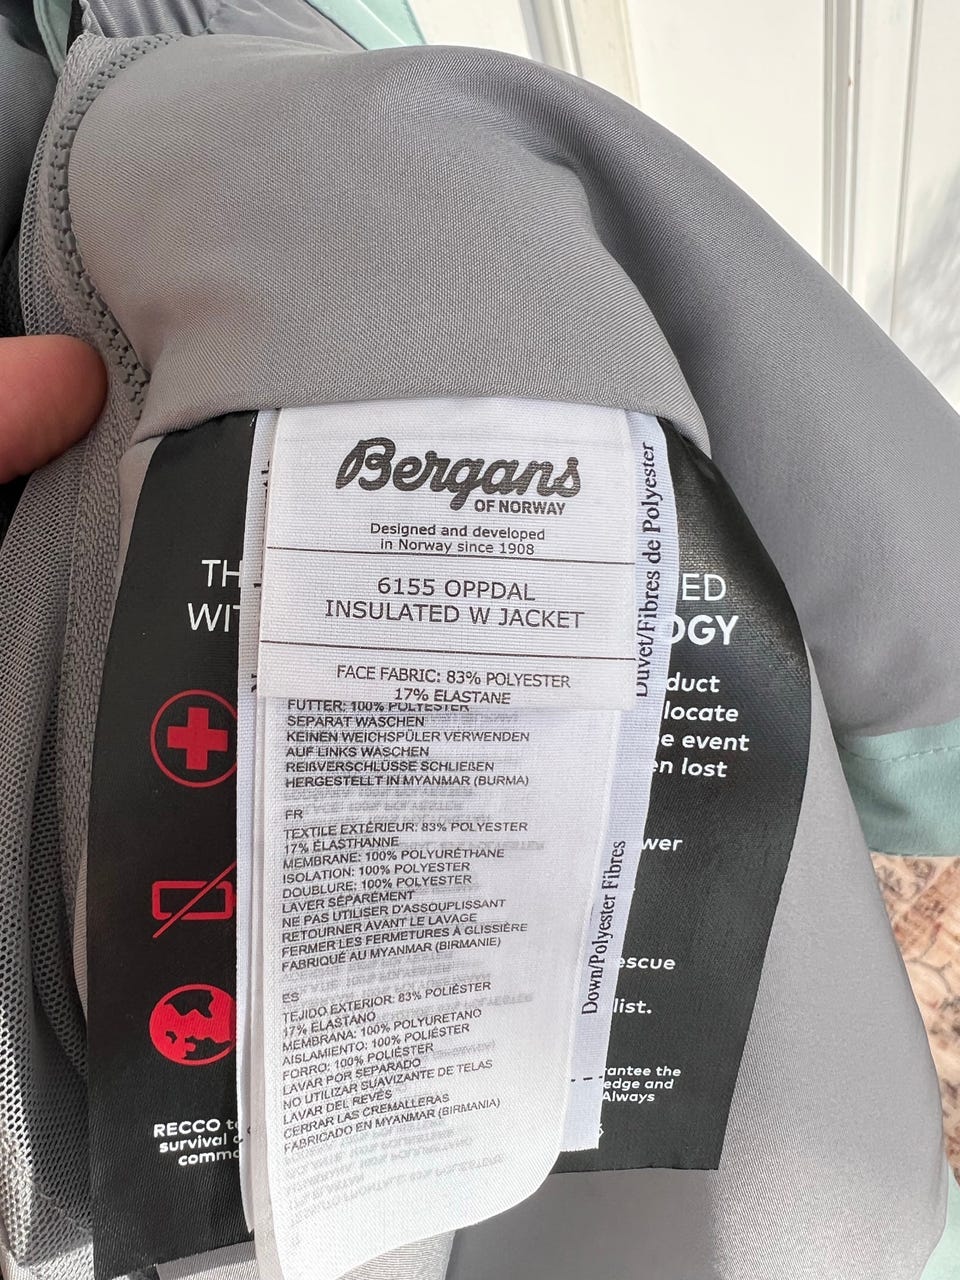 Bergans
OF NORWAY
Designed and developed
in Norway since 1908
6155 OPPDAL
INSULATED W JACKET
FACE FABRIC: 83% POLYESTER
17% ELASTANE
FUTTER: 100% POLYESTER
SEPARAT WASCHEN
KEINEN WEICHSPÜLER VERWENDEN
AUF LINKS WASCHEN
REIßVERSCHLÜSSE SCHLIEßEN
HERGESTELLT IN MYANMAR (BURMA)
FR
TEXTILE EXTÉRIEUR: 83% POLYESTER
17% ÉLASTHANNE
MEMBRANE: 100% POLYURÉTHANE
ISOLATION: 100% POLYESTER
DOUBLURE: 100% POLYESTER
LAVER SÉPARÉMENT
NE PAS UTILISER D'ASSOUPLISSANT
RETOURNER AVANT LE LAVAGE
FERMER LES FERMETURES À GLISSIÈRE
FABRIQUÉ AU MYANMAR (BIRMANIE)
ES
TEJIDO EXTERIOR: 83% POLIÉSTER
17% ELASTANO
MEMBRANA: 100% POLYURETANO
AISLAMIENTO: 100% POLIÉSTER
FORRO: 100% POLIÉSTER
LAVAR POR SEPARADO
NO UTILIZAR SUAVIZANTE DE TELAS
LAVAR DEL REVÉS
CERRAR LAS CREMALLERAS
FABRICADO EN MYANMAR (BIRMANIA)
Duvet/Fibres de Polyester
Down/Polyester Fibres
TH
WIT
ED
OGY
duct
locate
e event
en lost
wer
escue
list.
rantee the
edge and
Always
RECCO te
survival
comm